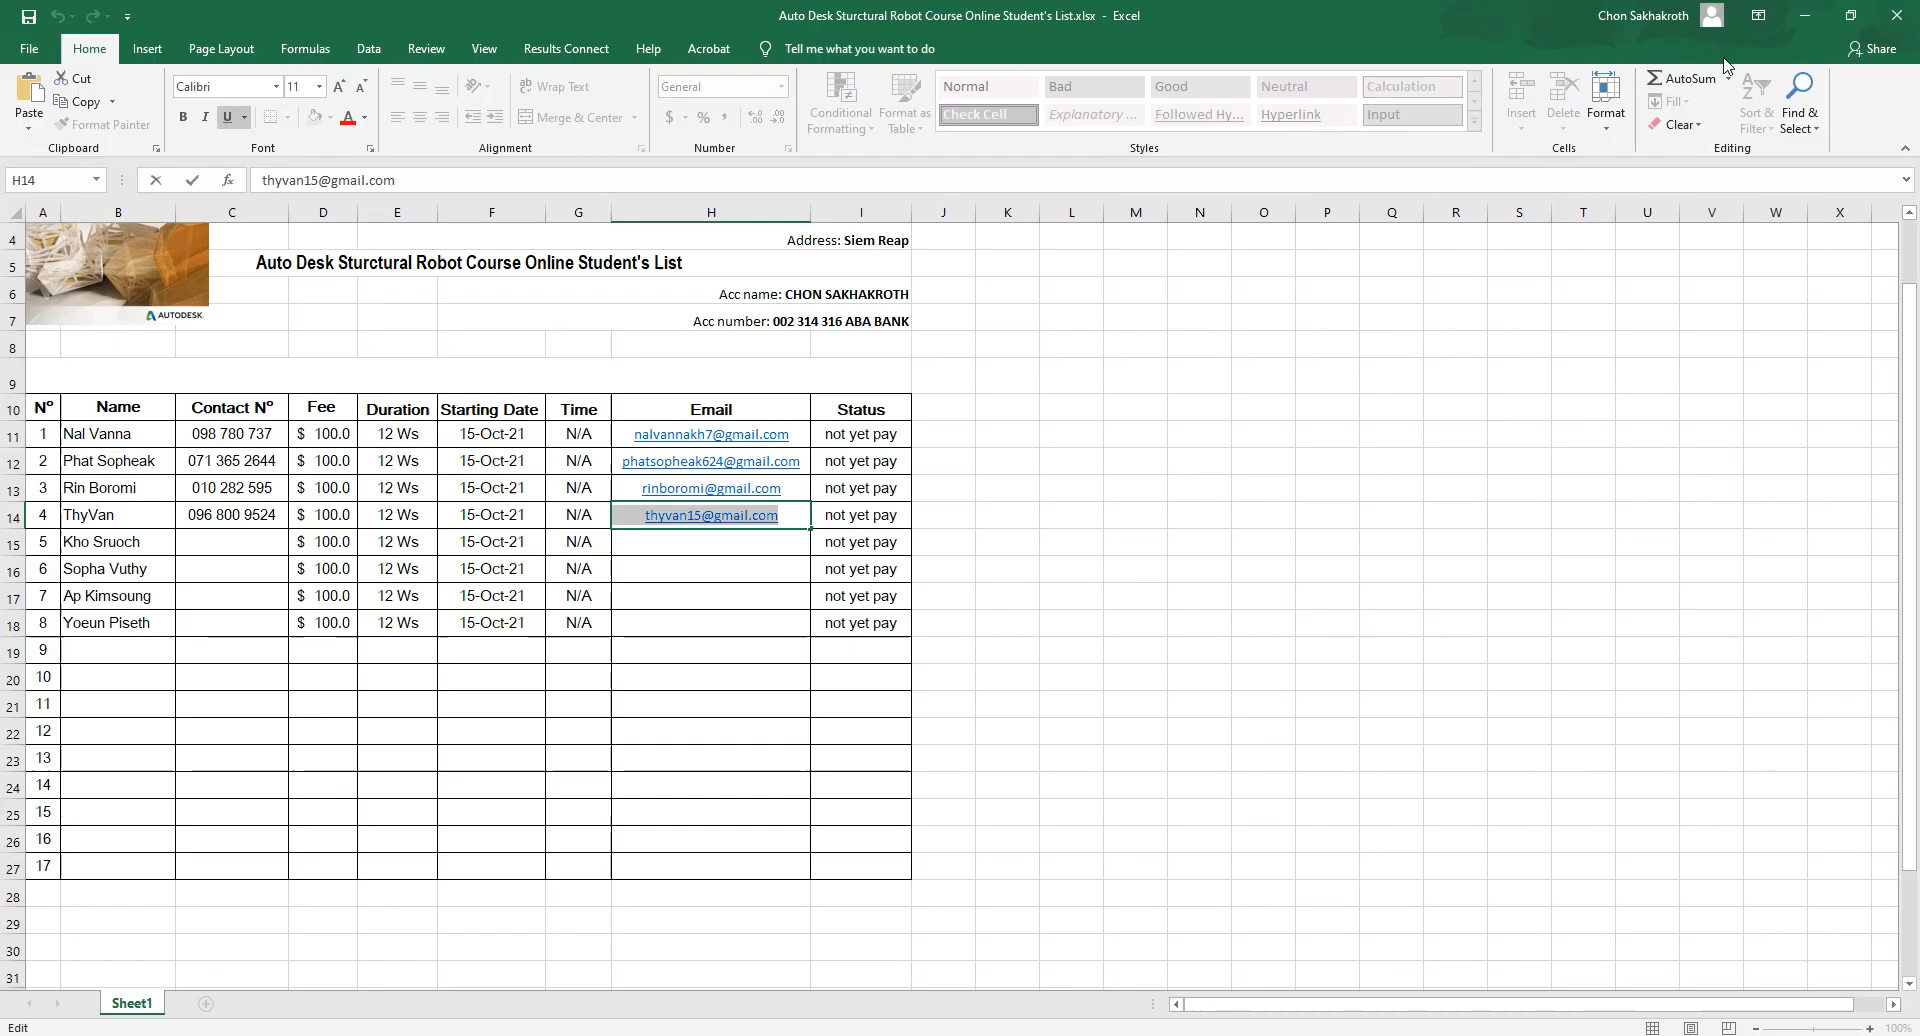 Auto Desk Sturctural Robot Course Online Student's List.xlsx - Excel
Chon Sakhakroth
File Home Insert Page Layout Formulas Data Review View Results Connect Help Acrobat Tell me what you want to do Share
Paste
Cut
Copy
Format Painter
Clipboard
Calibri 11
B I U
Font
Wrap Text
Merge & Center
Alignment
General
$ % ,
Number
Conditional Formatting
Format as Table
Normal Bad Good Neutral Calculation
Check Cell Explanatory ... Followed Hy... Hyperlink Input
Styles
Insert Delete Format
Cells
AutoSum
Fill
Clear
Sort & Filter
Find & Select
Editing
H14 fx thyvan15@gmail.com
A B C D E F G H I J K L M N O P Q R S T U V W X
4 Address: Siem Reap
5 Auto Desk Sturctural Robot Course Online Student's List
6 Acc name: CHON SAKHAKROTH
7 AUTODESK. Acc number: 002 314 316 ABA BANK
8
9
10 Nº Name Contact Nº Fee Duration Starting Date Time Email Status
11 1 Nal Vanna 098 780 737 $ 100.0 12 Ws 15-Oct-21 N/A nalvannakh7@gmail.com not yet pay
12 2 Phat Sopheak 071 365 2644 $ 100.0 12 Ws 15-Oct-21 N/A phatsopheak624@gmail.com not yet pay
13 3 Rin Boromi 010 282 595 $ 100.0 12 Ws 15-Oct-21 N/A rinboromi@gmail.com not yet pay
14 4 ThyVan 096 800 9524 $ 100.0 12 Ws 15-Oct-21 N/A thyvan15@gmail.com not yet pay
15 5 Kho Sruoch $ 100.0 12 Ws 15-Oct-21 N/A not yet pay
16 6 Sopha Vuthy $ 100.0 12 Ws 15-Oct-21 N/A not yet pay
17 7 Ap Kimsoung $ 100.0 12 Ws 15-Oct-21 N/A not yet pay
18 8 Yoeun Piseth $ 100.0 12 Ws 15-Oct-21 N/A not yet pay
19 9
20 10
21 11
22 12
23 13
24 14
25 15
26 16
27 17
28
29
30
31
Sheet1
Edit 100%